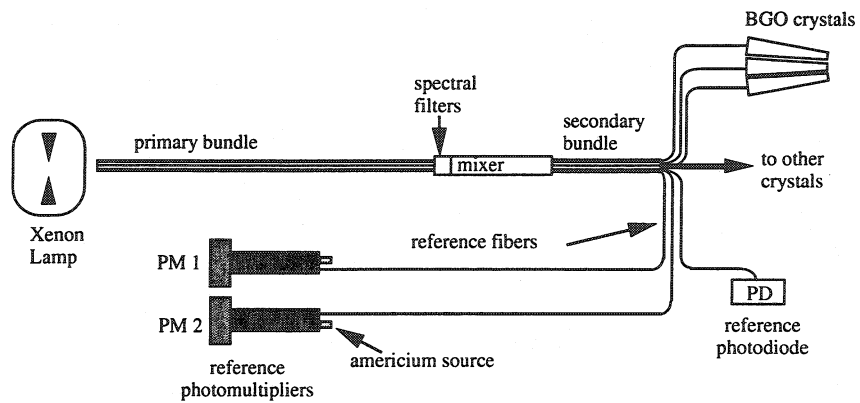 BGO crystals
spectral
filters
primary bundle
secondary
bundle
mixer
to other
crystals
Xenon
Lamp
reference fibers
PM 1
PM 2
PD
reference
photodiode
americium source
reference
photomultipliers